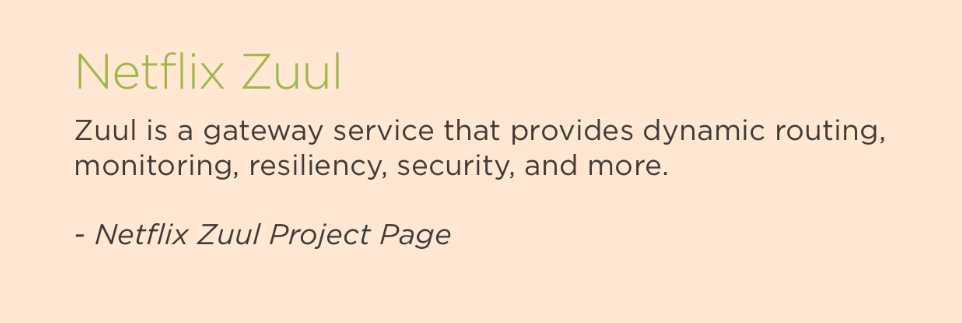 Netflix Zuul
Zuul is a gateway service that provides dynamic routing,
monitoring, resiliency, security, and more.
- Netflix Zuul Project Page